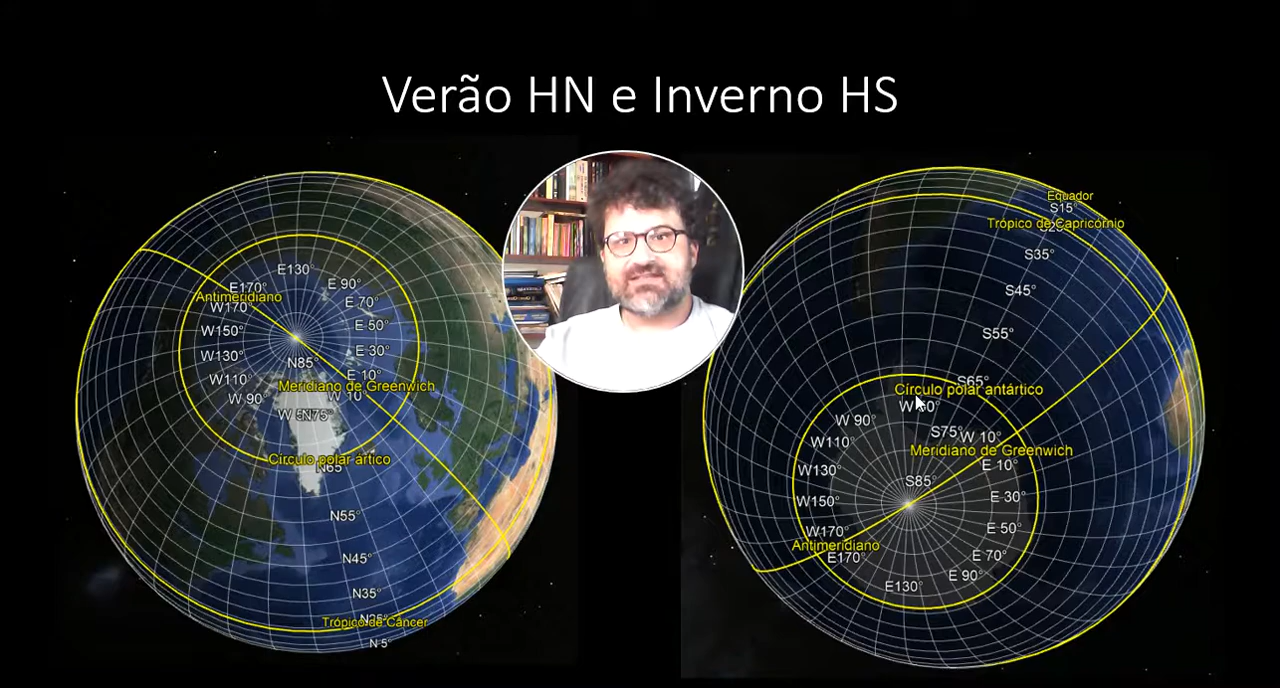 Verão HN e Inverno HS
E130°
E170°
E 90°
Antimeridiano
W170°
E 70°
W150°
E 50°
W130°
E 30°
N85°
W110°
E 10°
Meridiano de Greenwich
W 90°
W 10°
N75°
Círculo polar ártico
N65°
N55°
N45°
N35°
Trópico de Câncer
N 5°
Equador
S15°
Trópico de Capricórnio
S35°
S45°
S55°
S65°
Círculo polar antártico
W 90°
S75°
W 10°
W110°
Meridiano de Greenwich
E 10°
W130°
S85°
W150°
E 30°
W170°
E 50°
Antimeridiano
E170°
E 70°
E 90°
E130°